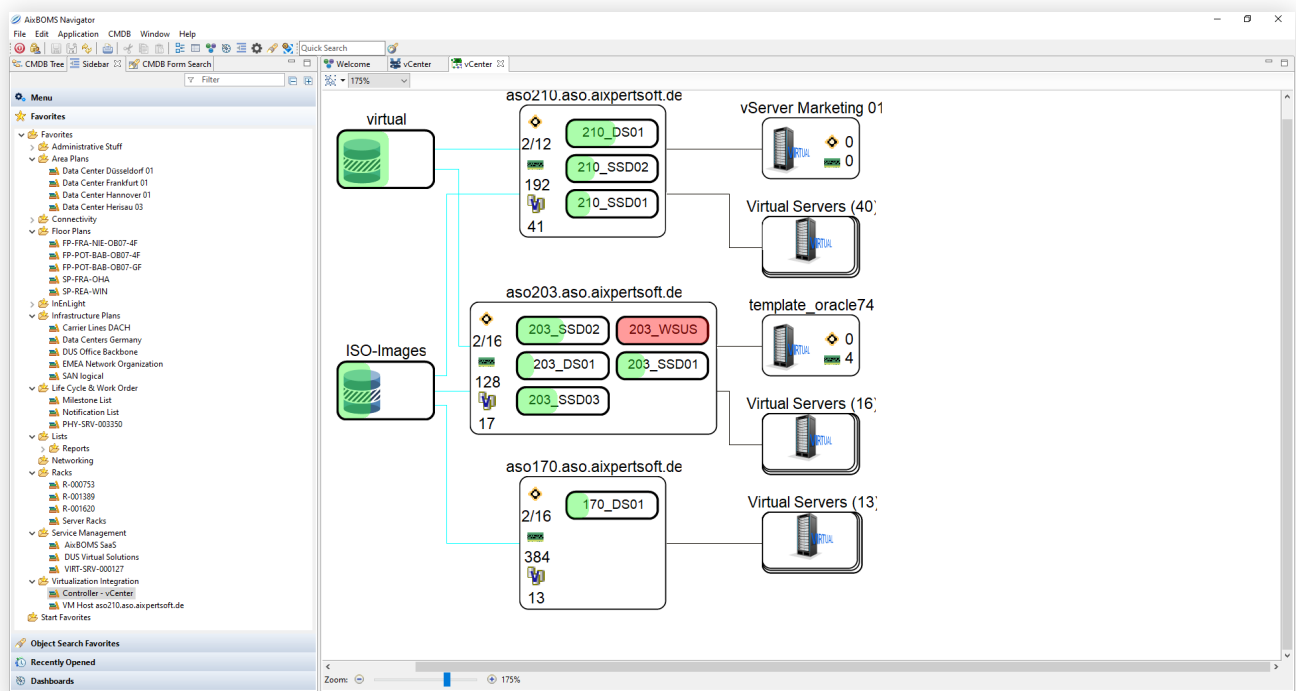 AixBOMS Navigator
File Edit Application CMDB Window Help
Quick Search
CMDB Tree Sidebar CMDB Form Search
Filter
Menu
Favorites
Favorites
Administrative Stuff
Area Plans
Data Center Düsseldorf 01
Data Center Frankfurt 01
Data Center Hannover 01
Data Center Herisau 03
Connectivity
Floor Plans
FP-FRA-NIE-OB07-4F
FP-POT-BAB-OB07-4F
FP-POT-BAB-OB07-GF
SP-FRA-OHA
SP-REA-WIN
InEnLight
Infrastructure Plans
Carrier Lines DACH
Data Centers Germany
DUS Office Backbone
EMEA Network Organization
SAN logical
Life Cycle & Work Order
Milestone List
Notification List
PHY-SRV-003350
Lists
Reports
Networking
Racks
R-000753
R-001389
R-001620
Server Racks
Service Management
AixBOMS SaaS
DUS Virtual Solutions
VIRT-SRV-000127
Virtualization Integration
Controller - vCenter
VM Host aso210.aso.aixpertsoft.de
Start Favorites
Object Search Favorites
Recently Opened
Dashboards
Welcome vCenter vCenter
175%
virtual
ISO-Images
aso210.aso.aixpertsoft.de
2/12
192
41
210_DS01
210_SSD02
210_SSD01
aso203.aso.aixpertsoft.de
2/16
128
17
203_SSD02 203_WSUS
203_DS01 203_SSD01
203_SSD03
aso170.aso.aixpertsoft.de
2/16
384
13
170_DS01
vServer Marketing 01
VIRTUAL
0
0
Virtual Servers (40)
VIRTUAL
template_oracle74
VIRTUAL
0
4
Virtual Servers (16)
VIRTUAL
Virtual Servers (13)
VIRTUAL
Zoom: 175%